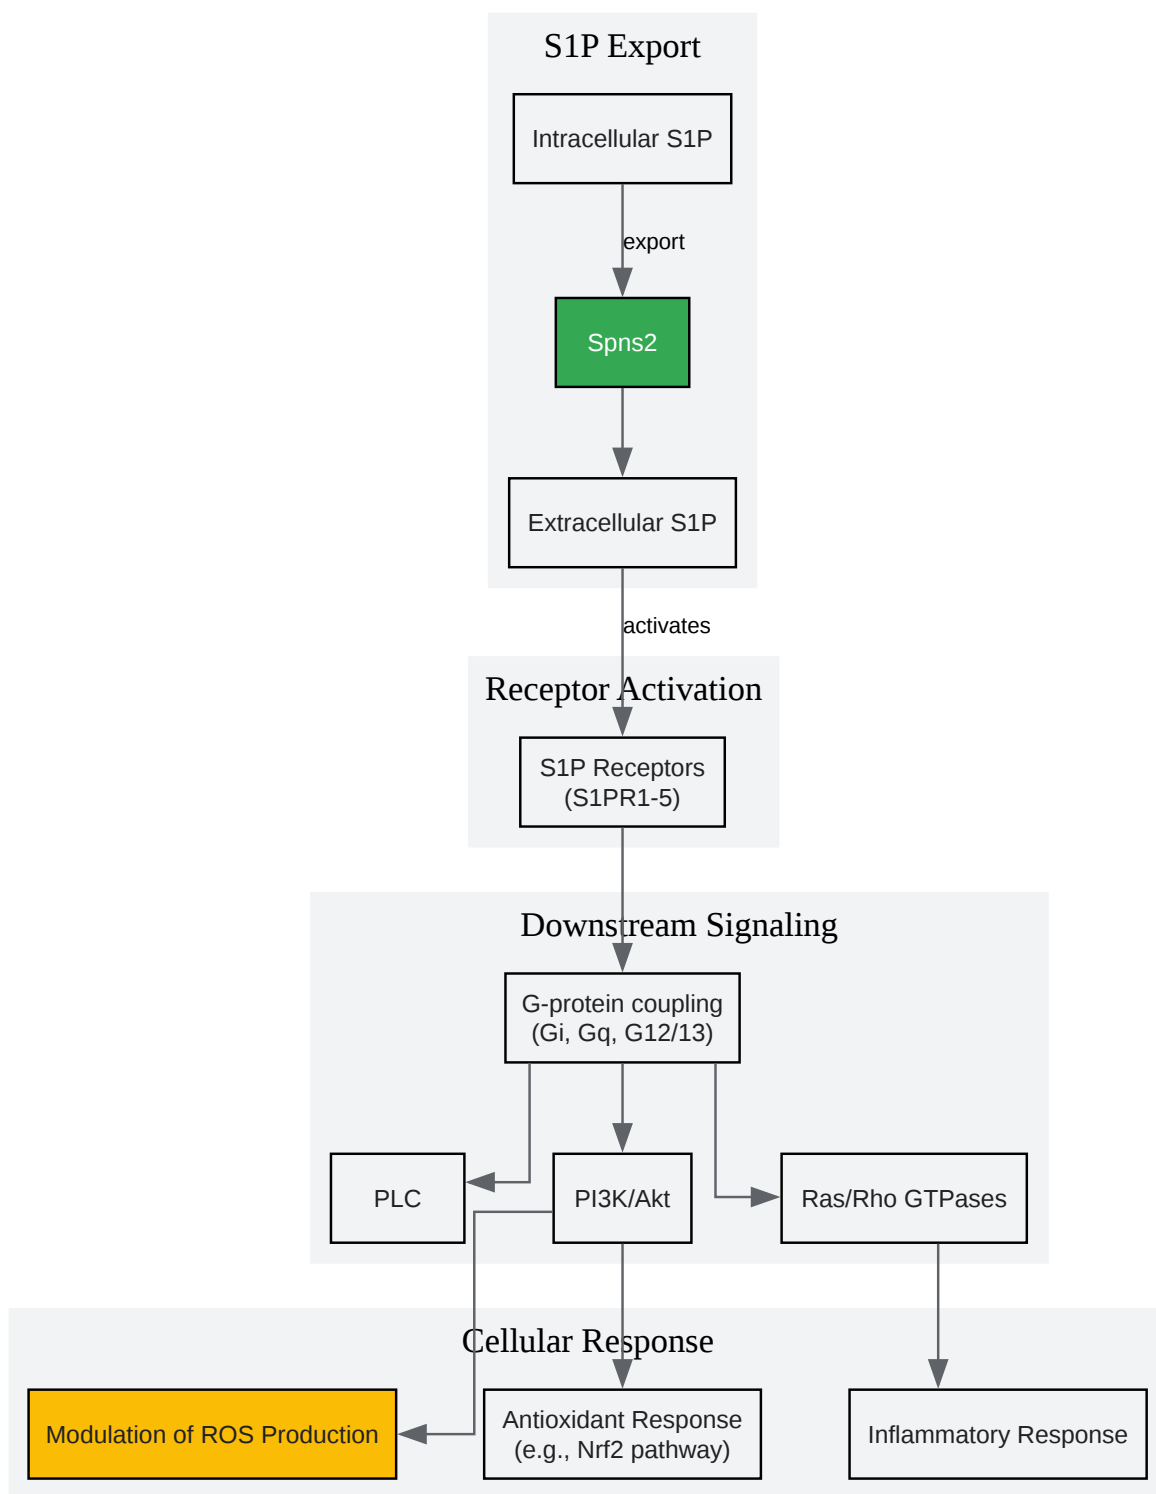 S1P Export
Intracellular S1P
export
Spns2
Extracellular S1P
activates
Receptor Activation
S1P Receptors
(S1PR1-5)
Downstream Signaling
G-protein coupling
(Gi, Gq, G12/13)
PLC
PI3K/Akt
Ras/Rho GTPases
Cellular Response
Modulation of ROS Production
Antioxidant Response
(e.g., Nrf2 pathway)
Inflammatory Response